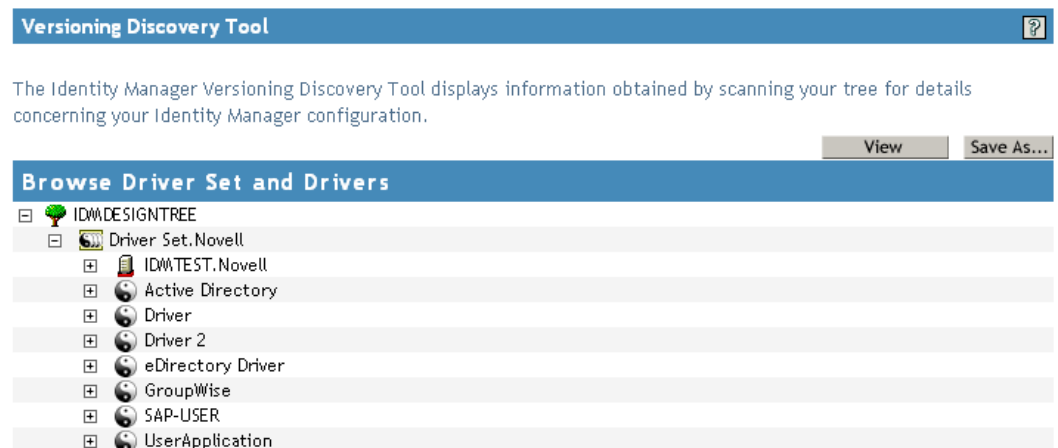 Versioning Discovery Tool
?
The Identity Manager Versioning Discovery Tool displays information obtained by scanning your tree for details
concerning your Identity Manager configuration.
View Save As...
Browse Driver Set and Drivers
IDMDESIGNTREE
Driver Set.Novell
IDMTEST.Novell
Active Directory
Driver
Driver 2
eDirectory Driver
GroupWise
SAP-USER
UserApplication